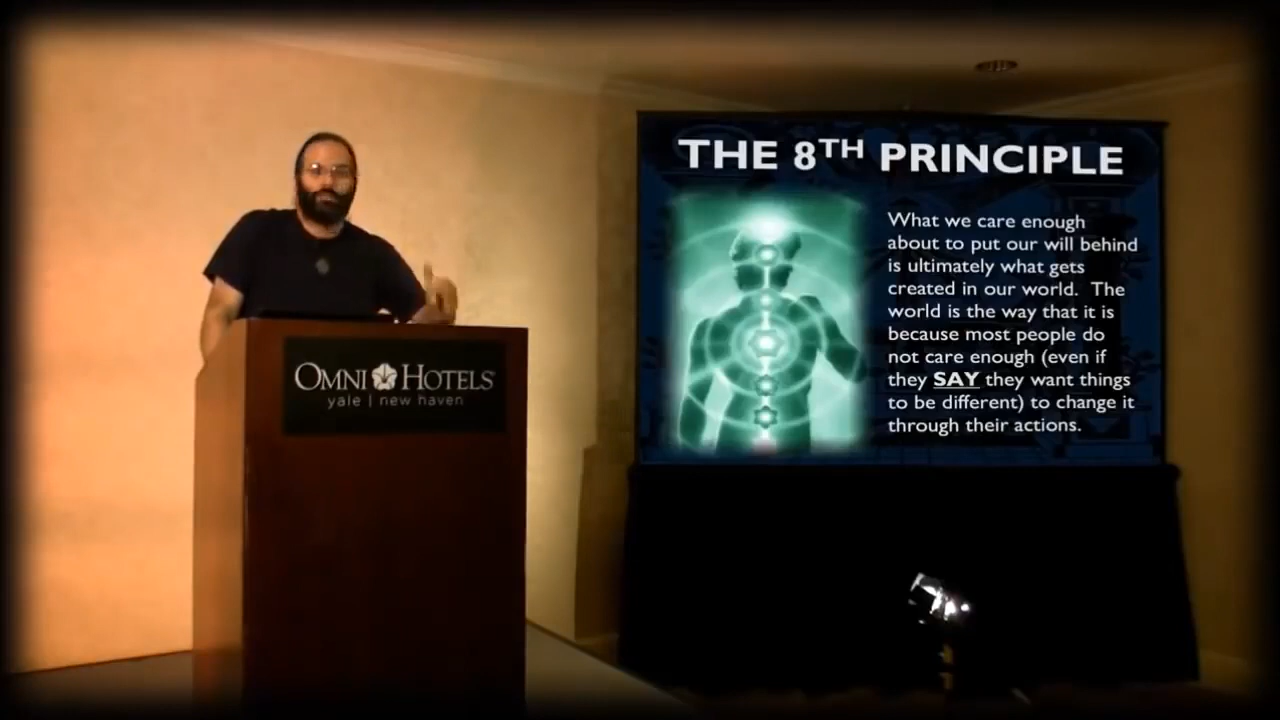 THE 8TH PRINCIPLE
What we care enough
about to put our will behind
is ultimately what gets
created in our world. The
world is the way that it is
because most people do
not care enough (even if
they SAY they want things
to be different) to change it
through their actions.
OMNI HOTELS
yale | new haven